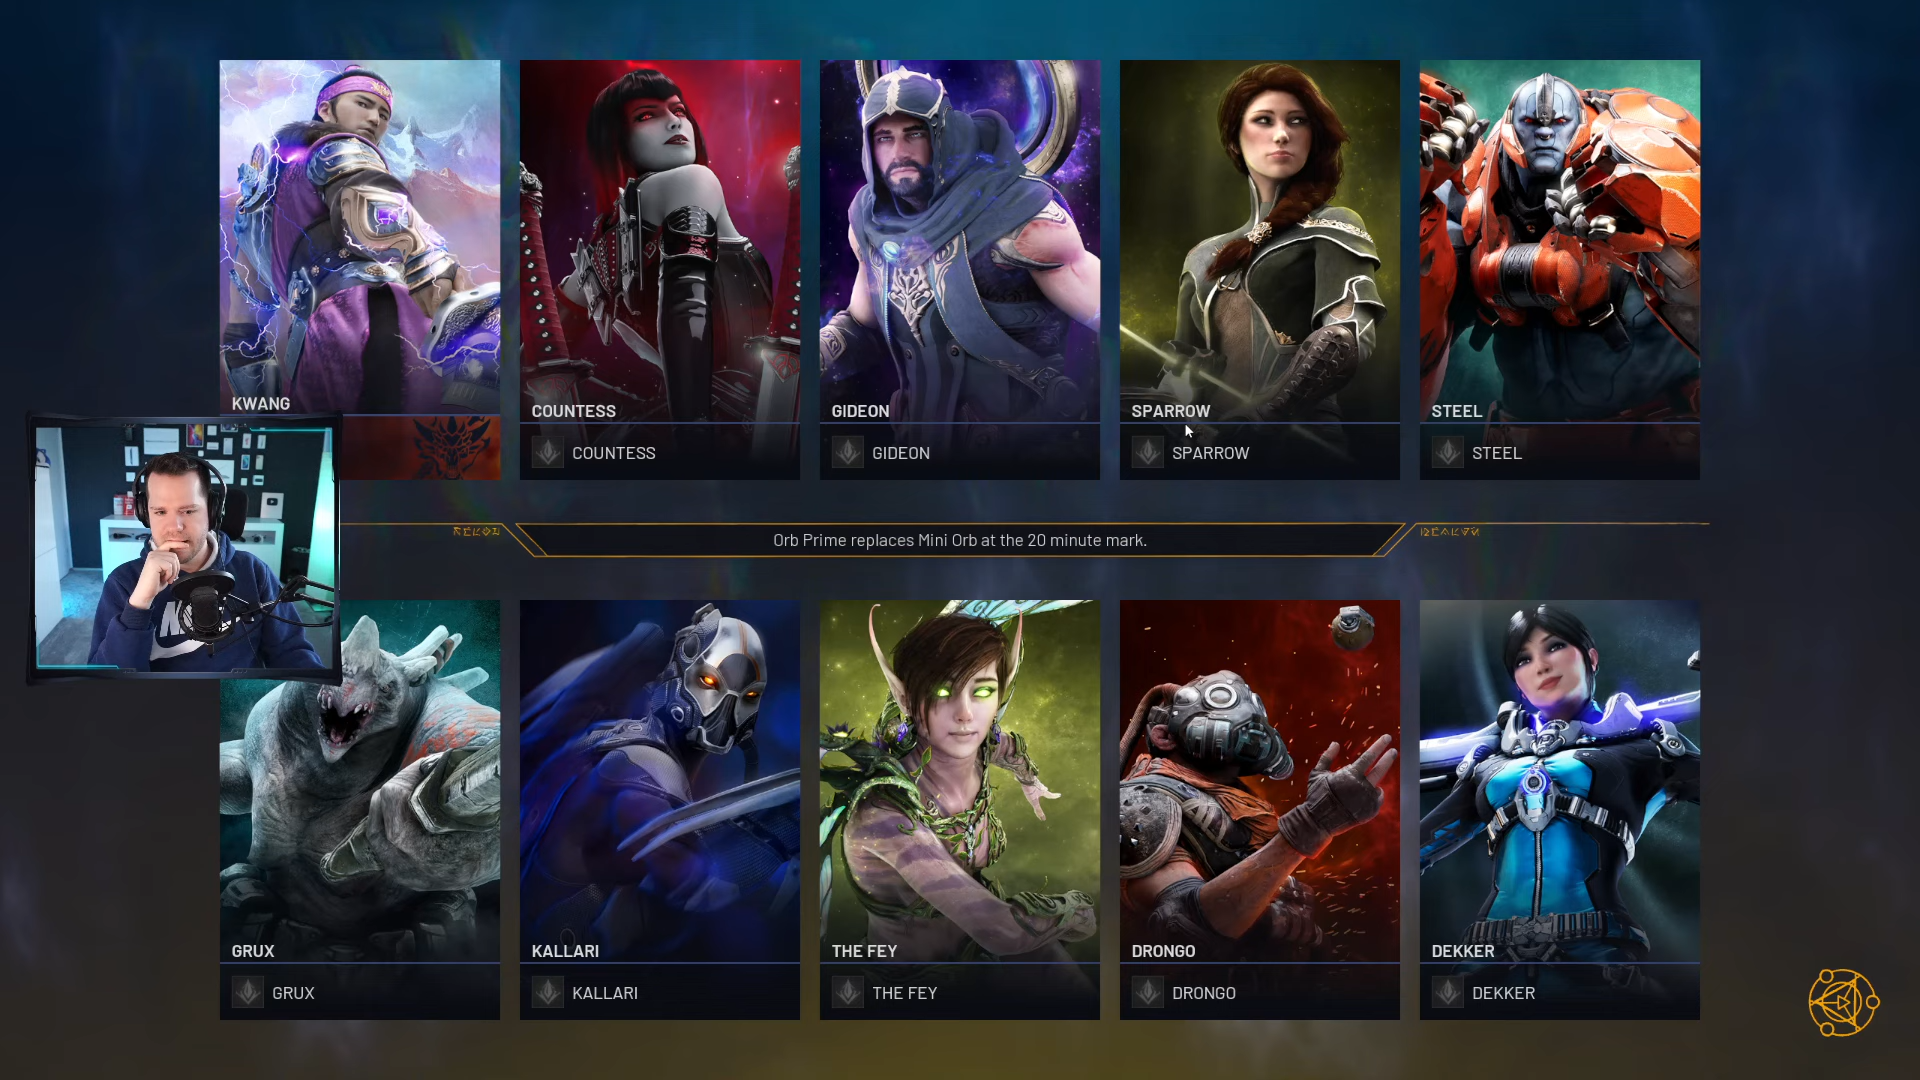 KWANG
COUNTESS
GIDEON
SPARROW
STEEL
COUNTESS
GIDEON
SPARROW
STEEL
Orb Prime replaces Mini Orb at the 20 minute mark.
GRUX
KALLARI
THE FEY
DRONGO
DEKKER
GRUX
KALLARI
THE FEY
DRONGO
DEKKER